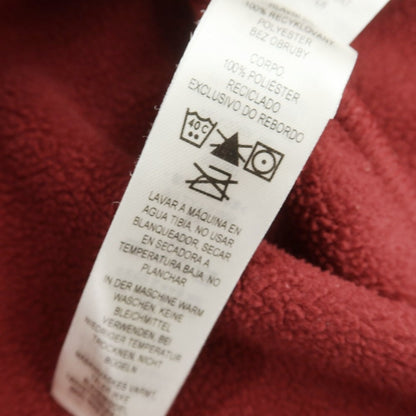 100% RECYKLOVANÝ
POLYESTER
BEZ OBRUBY
CORPO
100% POLIÉSTER
RECICLADO
EXCLUSIVO DO REBORDO
40C
LAVAR A MÁQUINA EN
AGUA TIBIA, NO USAR
BLANQUEADOR, SECAR
EN SECADORA A
TEMPERATURA BAJA, NO
PLANCHAR
IN DER MASCHINE WARM
WASCHEN, KEINE
BLEICHMITTEL
VERWENDEN, BEI
NIEDRIGER TEMPERATUR
TROCKNEN, NICHT
BÜGELN